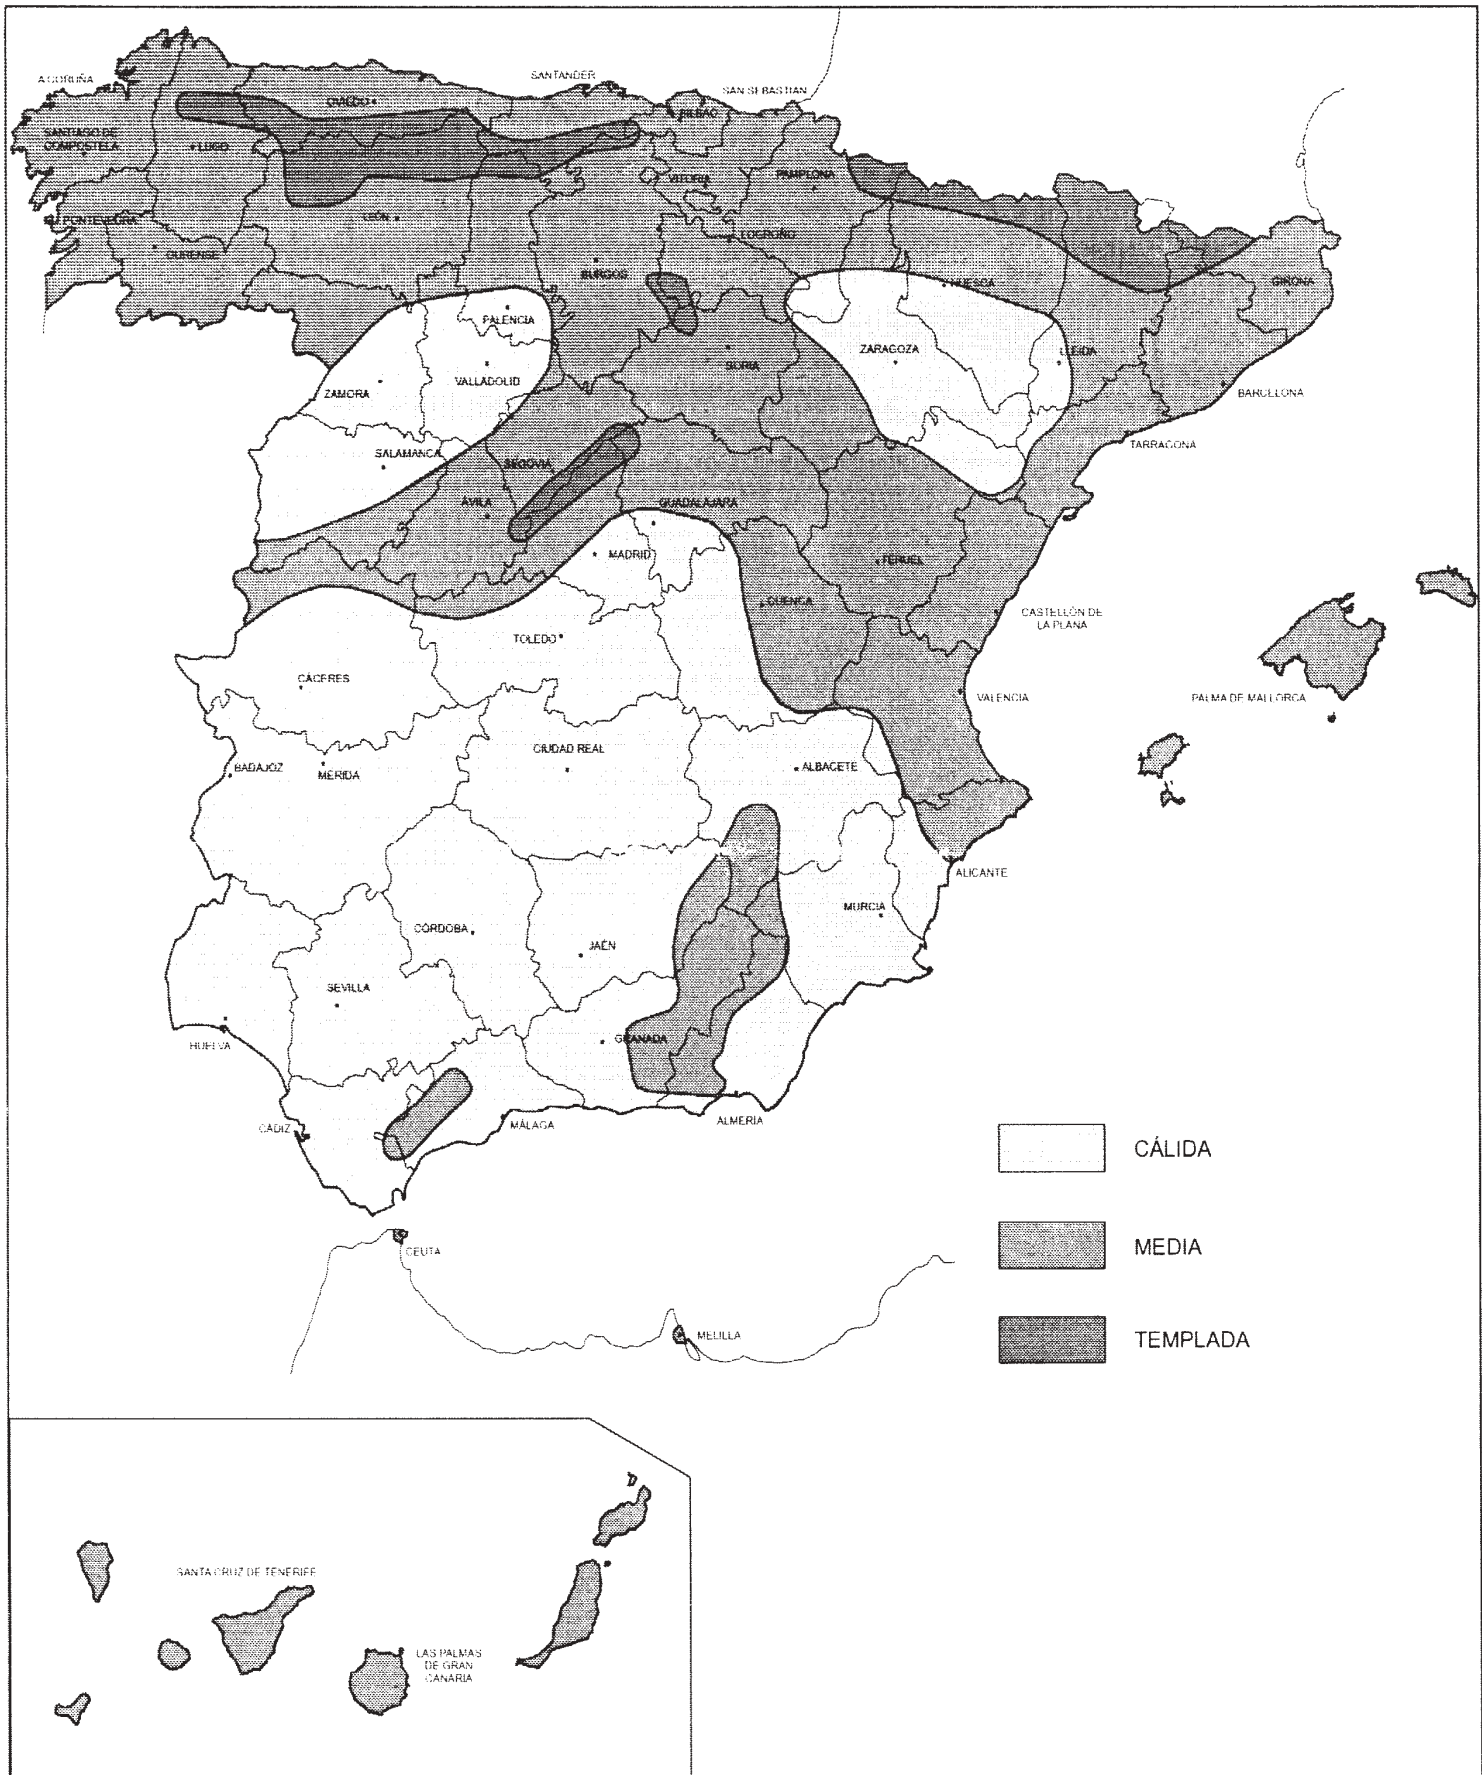 A CORUÑA
SANTANDER
SAN SEBASTIAN
OVIEDO
BILBAO
SANTIAGO DE
COMPOSTELA
LUGO
VITORIA
PAMPLONA
PONTEVEDRA
LEÓN
LOGROÑO
OURENSE
BURGOS
HUESCA
GIRONA
PALENCIA
ZARAGOZA
LLEIDA
SORIA
ZAMORA
VALLADOLID
BARCELONA
TARRAGONA
SALAMANCA
SEGOVIA
ÁVILA
GUADALAJARA
MADRID
TERUEL
CUENCA
CASTELLÓN DE
LA PLANA
TOLEDO
CÁCERES
VALENCIA
PALMA DE MALLORCA
CIUDAD REAL
BADAJOZ
MÉRIDA
ALBACETE
ALICANTE
MURCIA
CÓRDOBA
JAÉN
SEVILLA
GRANADA
HUELVA
CÁDIZ
MÁLAGA
ALMERÍA
CÁLIDA
CEUTA
MEDIA
MELILLA
TEMPLADA
SANTA CRUZ DE TENERIFE
LAS PALMAS
DE GRAN
CANARIA